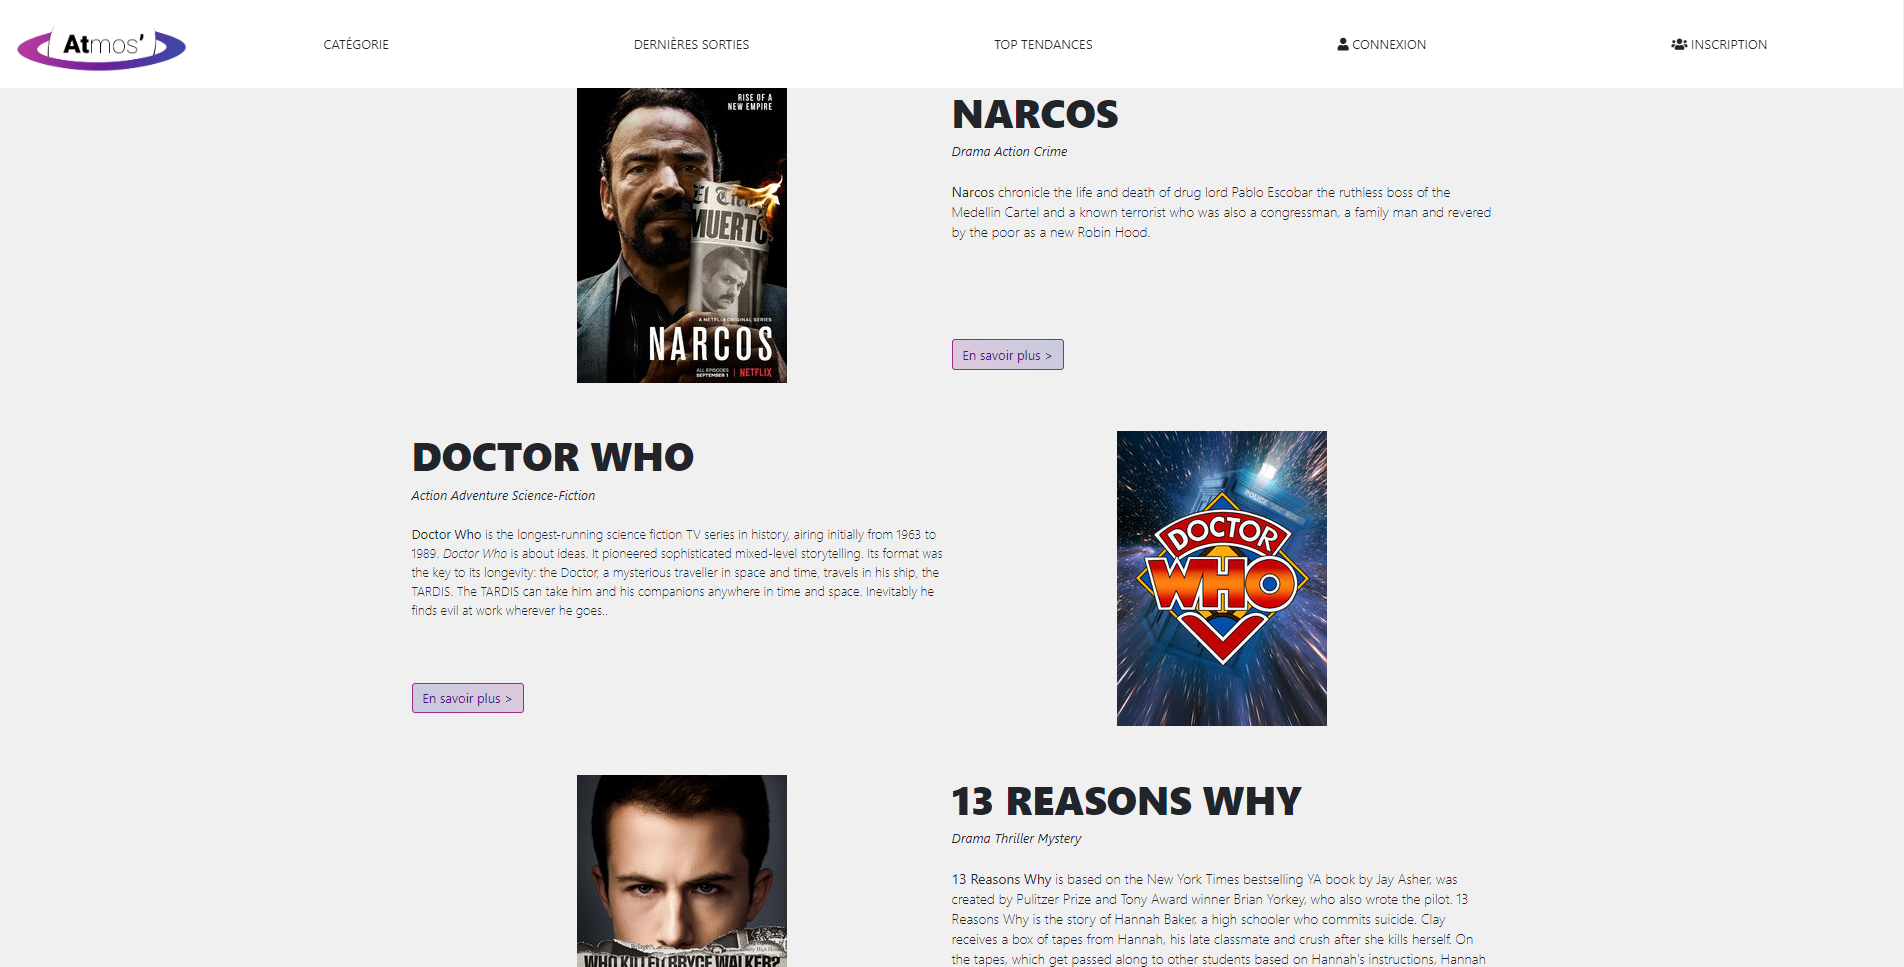 Atmos'
CATÉGORIE
DERNIÈRES SORTIES
TOP TENDANCES
CONNEXION
INSCRIPTION
RISE OF A
NEW EMPIRE
MUERTO
A NETFLIX ORIGINAL SERIES
NARCOS
ALL EPISODES
SEPTEMBER 1 | NETFLIX
NARCOS
Drama Action Crime
Narcos chronicle the life and death of drug lord Pablo Escobar the ruthless boss of the
Medellin Cartel and a known terrorist who was also a congressman, a family man and revered
by the poor as a new Robin Hood.
En savoir plus >
DOCTOR WHO
Action Adventure Science-Fiction
Doctor Who is the longest-running science fiction TV series in history, airing initially from 1963 to
1989. Doctor Who is about ideas. It pioneered sophisticated mixed-level storytelling. Its format was
the key to its longevity: the Doctor, a mysterious traveller in space and time, travels in his ship, the
TARDIS. The TARDIS can take him and his companions anywhere in time and space. Inevitably he
finds evil at work wherever he goes..
En savoir plus >
POLICE BOX
DOCTOR
WHO
WHO KILLED BRYCE WALKER?
13 REASONS WHY
Drama Thriller Mystery
13 Reasons Why is based on the New York Times bestselling YA book by Jay Asher, was
created by Pulitzer Prize and Tony Award winner Brian Yorkey, who also wrote the pilot. 13
Reasons Why is the story of Hannah Baker, a high schooler who commits suicide. Clay
receives a box of tapes from Hannah, his late classmate and crush after she kills herself. On
the tapes, which get passed along to other students based on Hannah's instructions, Hannah